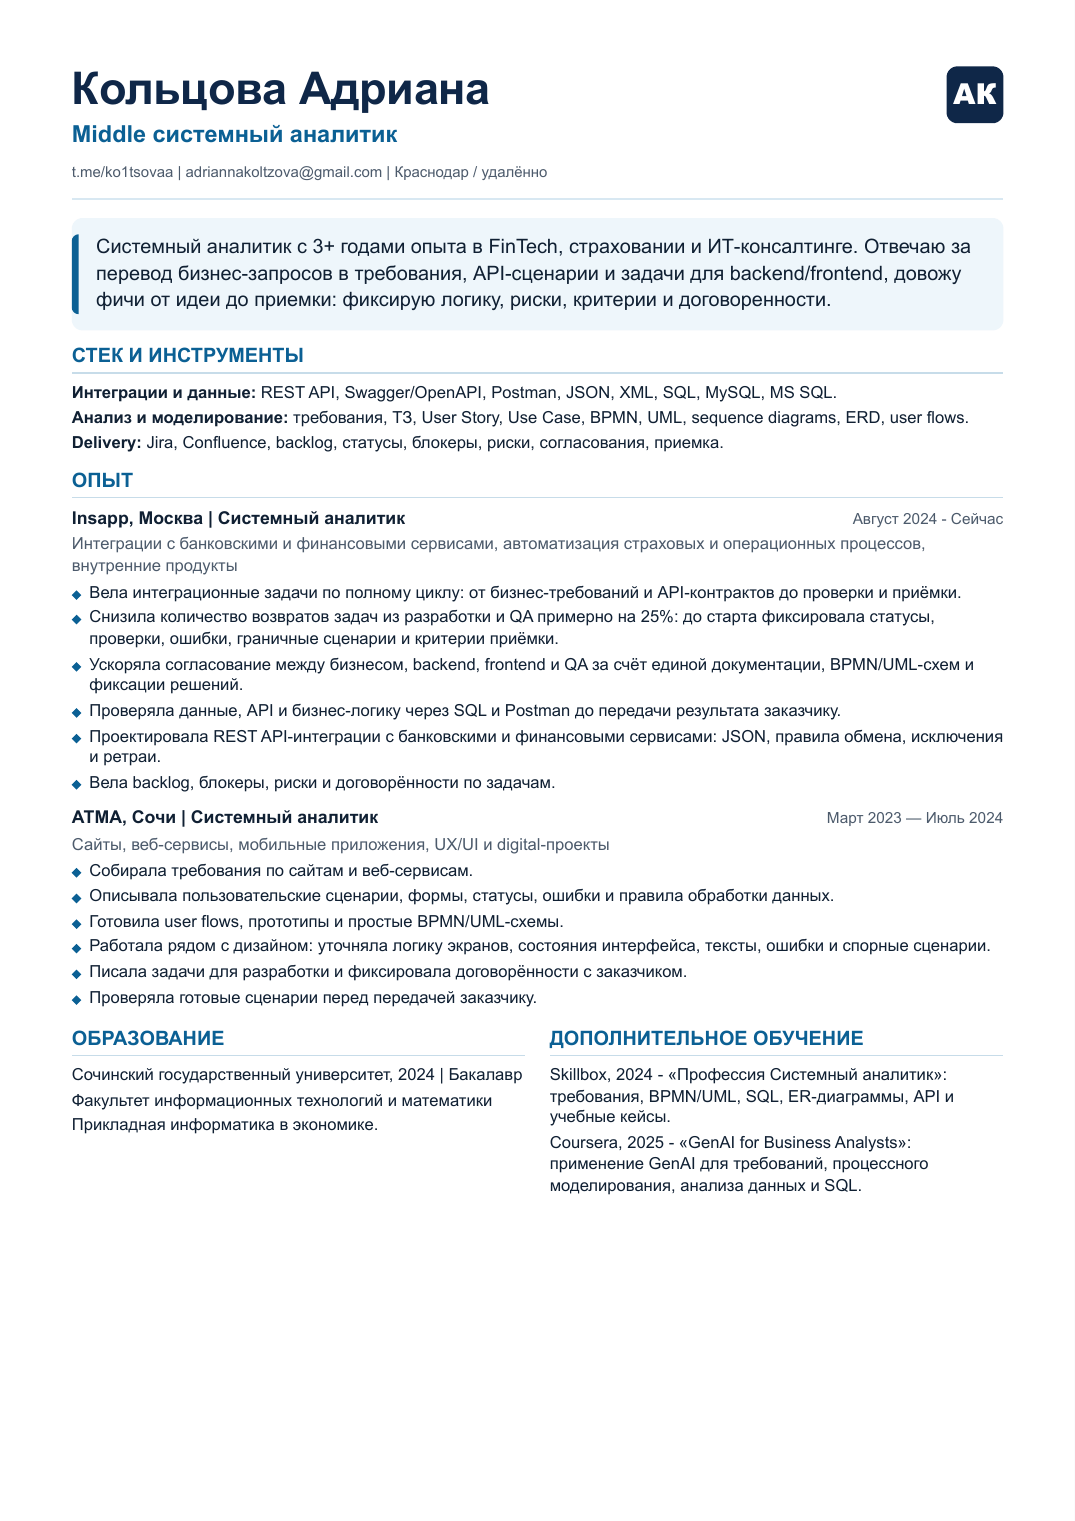 Кольцова Адриана
АК
Middle системный аналитик
t.me/ko1tsovaa | adriannakoltzova@gmail.com | Краснодар / удалённо
Системный аналитик с 3+ годами опыта в FinTech, страховании и ИТ-консалтинге. Отвечаю за
перевод бизнес-запросов в требования, API-сценарии и задачи для backend/frontend, довожу
фичи от идеи до приемки: фиксирую логику, риски, критерии и договоренности.
СТЕК И ИНСТРУМЕНТЫ
Интеграции и данные: REST API, Swagger/OpenAPI, Postman, JSON, XML, SQL, MySQL, MS SQL.
Анализ и моделирование: требования, ТЗ, User Story, Use Case, BPMN, UML, sequence diagrams, ERD, user flows.
Delivery: Jira, Confluence, backlog, статусы, блокеры, риски, согласования, приемка.
ОПЫТ
Insapp, Москва | Системный аналитик
Август 2024 - Сейчас
Интеграции с банковскими и финансовыми сервисами, автоматизация страховых и операционных процессов,
внутренние продукты
◆ Вела интеграционные задачи по полному циклу: от бизнес-требований и API-контрактов до проверки и приёмки.
◆ Снизила количество возвратов задач из разработки и QA примерно на 25%: до старта фиксировала статусы,
проверки, ошибки, граничные сценарии и критерии приёмки.
◆ Ускоряла согласование между бизнесом, backend, frontend и QA за счёт единой документации, BPMN/UML-схем и
фиксации решений.
◆ Проверяла данные, API и бизнес-логику через SQL и Postman до передачи результата заказчику.
◆ Проектировала REST API-интеграции с банковскими и финансовыми сервисами: JSON, правила обмена, исключения
и ретраи.
◆ Вела backlog, блокеры, риски и договорённости по задачам.
АТМА, Сочи | Системный аналитик
Март 2023 — Июль 2024
Сайты, веб-сервисы, мобильные приложения, UX/UI и digital-проекты
◆ Собирала требования по сайтам и веб-сервисам.
◆ Описывала пользовательские сценарии, формы, статусы, ошибки и правила обработки данных.
◆ Готовила user flows, прототипы и простые BPMN/UML-схемы.
◆ Работала рядом с дизайном: уточняла логику экранов, состояния интерфейса, тексты, ошибки и спорные сценарии.
◆ Писала задачи для разработки и фиксировала договорённости с заказчиком.
◆ Проверяла готовые сценарии перед передачей заказчику.
ОБРАЗОВАНИЕ
Сочинский государственный университет, 2024 | Бакалавр
Факультет информационных технологий и математики
Прикладная информатика в экономике.
ДОПОЛНИТЕЛЬНОЕ ОБУЧЕНИЕ
Skillbox, 2024 - «Профессия Системный аналитик»:
требования, BPMN/UML, SQL, ER-диаграммы, API и
учебные кейсы.
Coursera, 2025 - «GenAI for Business Analysts»:
применение GenAI для требований, процессного
моделирования, анализа данных и SQL.